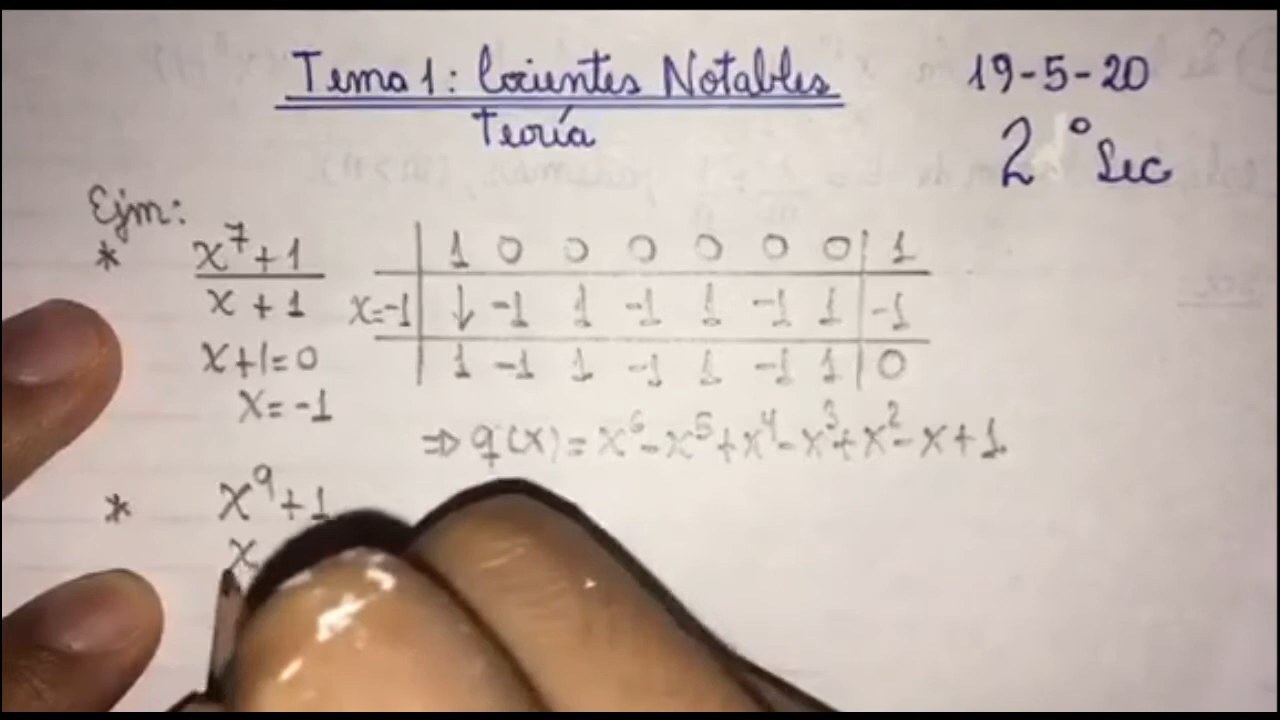 Tema 1: Cocientes Notables
Teoría
19-5-20
2° Sec
Ejm:
* x⁷+1 / x+1
x+1=0
x=-1
1 0 0 0 0 0 0 1
x=-1 ↓ -1 1 -1 1 -1 1 -1
1 -1 1 -1 1 -1 1 0
⇒ q(x)=x⁶-x⁵+x⁴-x³+x²-x+1
* x⁹+1
x